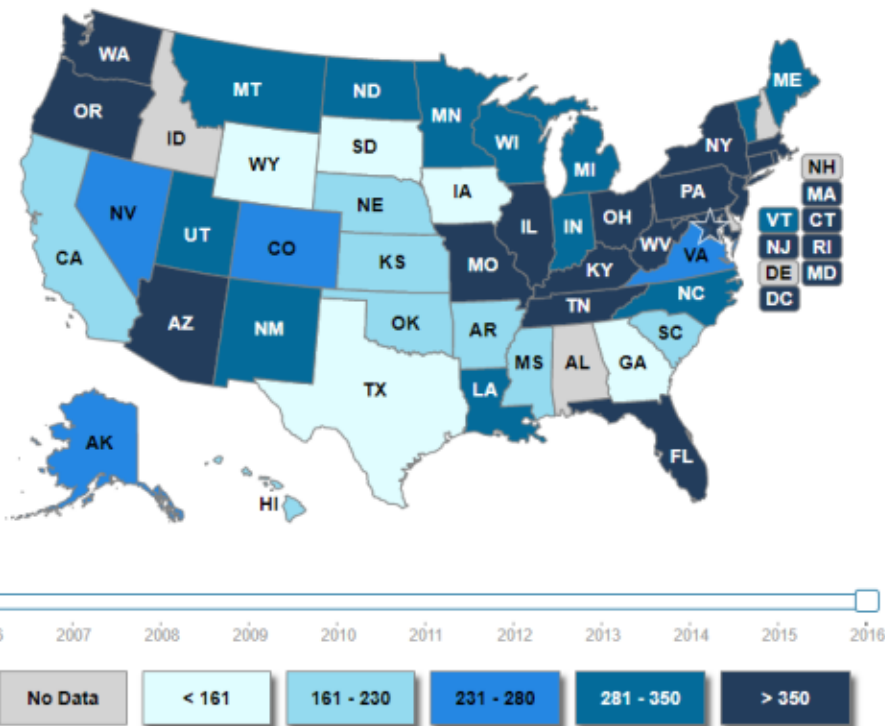 WA
MT
ND
ME
OR
MN
ID
WI
NY
SD
MI
WY
NH
IA
PA
MA
NE
NV
OH
IL
IN
VT
CT
UT
CO
WV
NJ
RI
CA
KS
MO
VA
KY
DE
MD
NC
DC
TN
AZ
NM
OK
AR
SC
MS
AL
GA
TX
LA
AK
FL
HI
2007 2008 2009 2010 2011 2012 2013 2014 2015 2016
No Data < 161 161 - 230 231 - 280 281 - 350 > 350